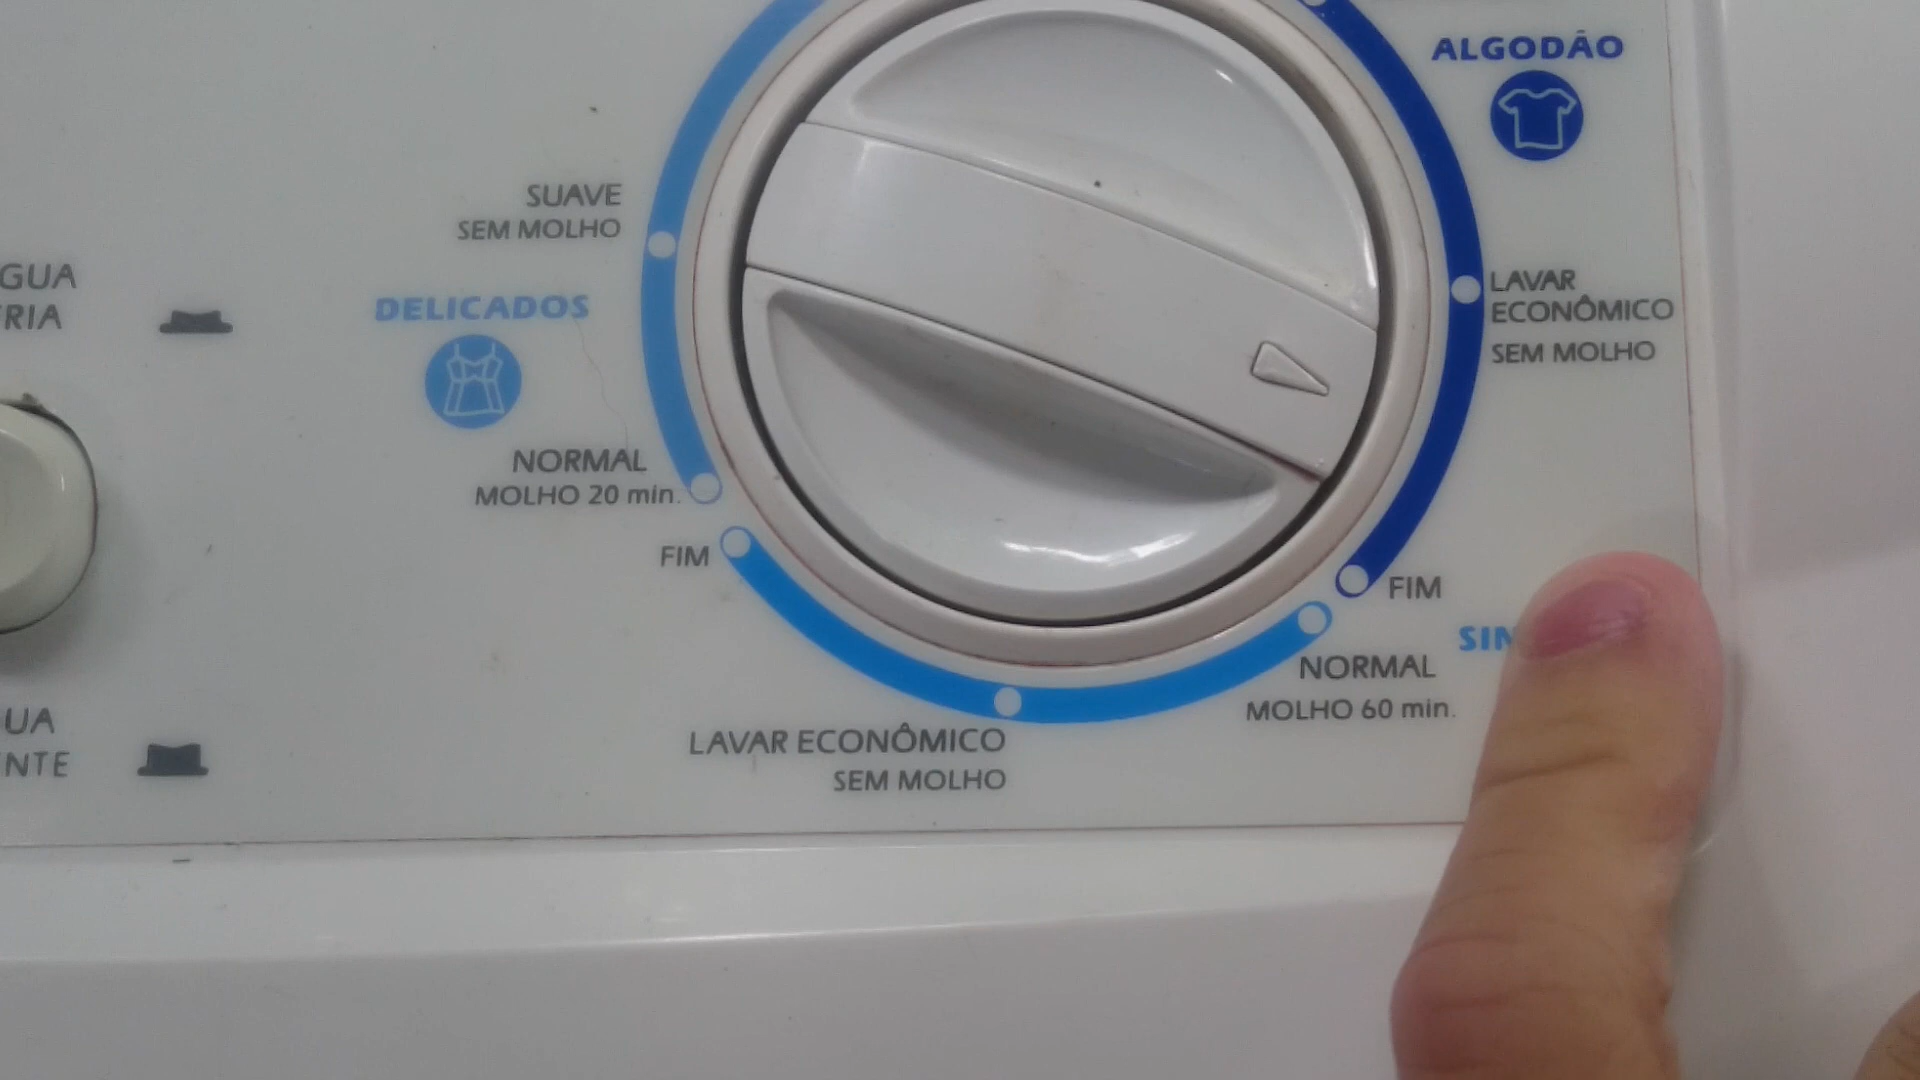 ALGODÃO
SUAVE
SEM MOLHO
LAVAR
ECONÔMICO
SEM MOLHO
DELICADOS
NORMAL
MOLHO 20 min.
FIM
FIM
NORMAL
MOLHO 60 min.
LAVAR ECONÔMICO
SEM MOLHO